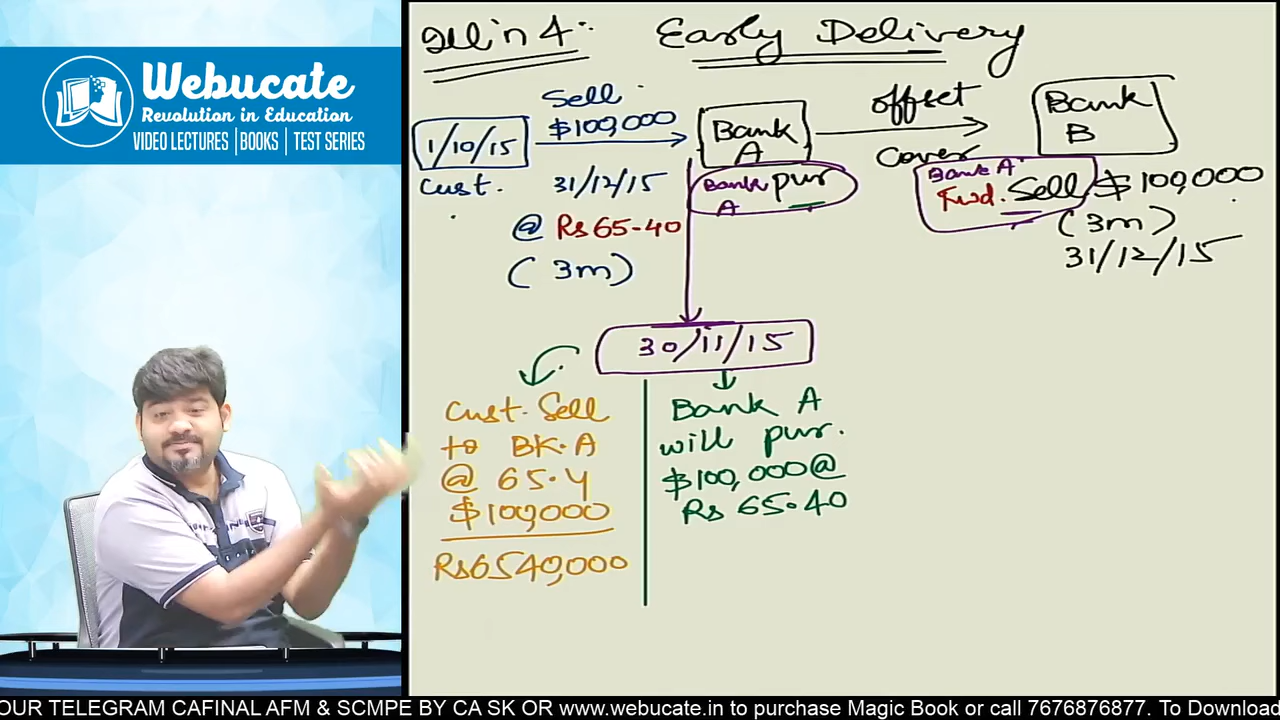 Webucate
Revolution in Education
VIDEO LECTURES | BOOKS | TEST SERIES
Ill'n 4: Early Delivery
1/10/15
Cust.
Sell
$100,000
31/12/15
@ Rs 65.40
(3m)
Bank
A
Bank pur
A
offset
Cover
Bank
B
Bank A
Fwd. Sell $100,000
(3m)
31/12/15
30/11/15
Cust. Sell
to BK.A
@ 65.4
$100,000
Rs6540,000
Bank A
will pur.
$100,000@
Rs 65.40
OUR TELEGRAM CAFINAL AFM & SCMPE BY CA SK OR www.webucate.in to purchase Magic Book or call 7676876877. To Download